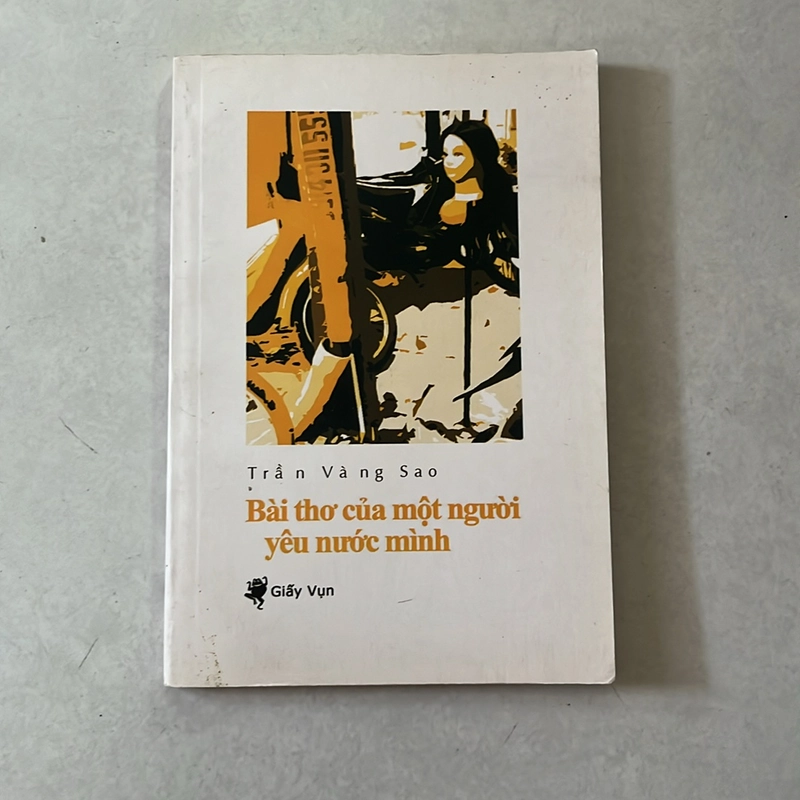 Trần Vàng Sao
Bài thơ của một người
yêu nước mình
Giấy Vụn